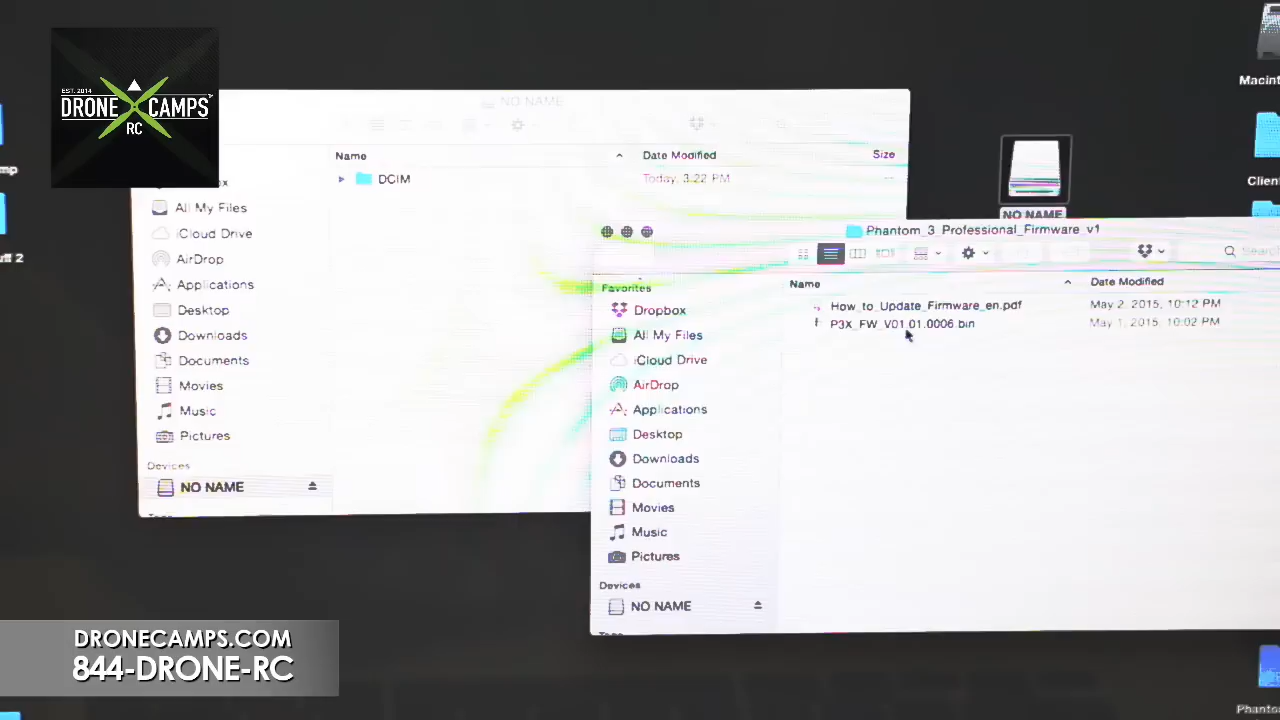 EST. 2014
DRONE CAMPS
RC
NO NAME
Name
Date Modified
Size
DCIM
Today, 3:22 PM
--
All My Files
iCloud Drive
AirDrop
Applications
Desktop
Downloads
Documents
Movies
Music
Pictures
Devices
NO NAME
NO NAME
Phantom_3_Professional_Firmware_v1
Search
Favorites
Dropbox
All My Files
iCloud Drive
AirDrop
Applications
Desktop
Downloads
Documents
Movies
Music
Pictures
Devices
NO NAME
Name
Date Modified
How_to_Update_Firmware_en.pdf
May 2, 2015, 10:12 PM
P3X_FW_V01.01.0006.bin
May 1, 2015, 10:02 PM
Macint
Client
Phanto
2
DRONECAMPS.COM
844-DRONE-RC